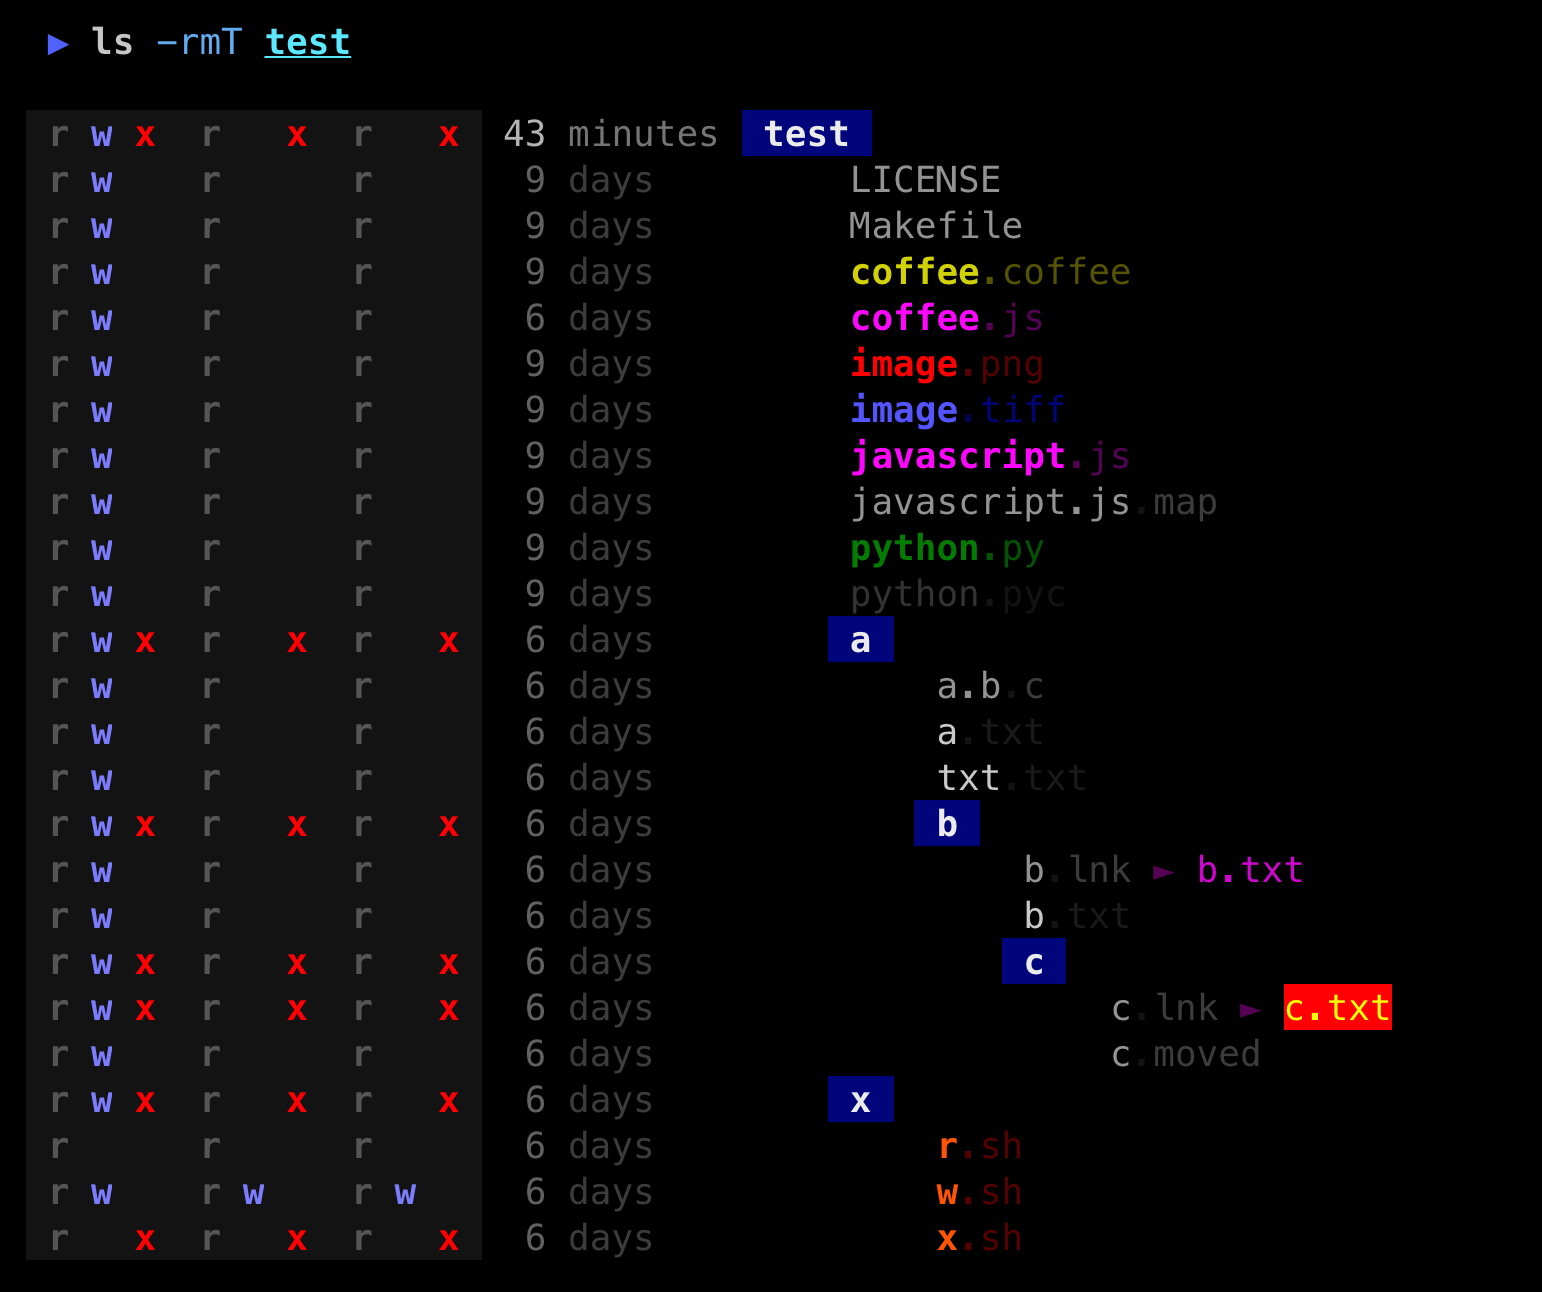 ▶ ls -rmT test
r w x r x r x 43 minutes test
r w r r 9 days LICENSE
r w r r 9 days Makefile
r w r r 9 days coffee.coffee
r w r r 6 days coffee.js
r w r r 9 days image.png
r w r r 9 days image.tiff
r w r r 9 days javascript.js
r w r r 9 days javascript.js.map
r w r r 9 days python.py
r w r r 9 days python.pyc
r w x r x r x 6 days a
r w r r 6 days a.b.c
r w r r 6 days a.txt
r w r r 6 days txt.txt
r w x r x r x 6 days b
r w r r 6 days b.lnk ► b.txt
r w r r 6 days b.txt
r w x r x r x 6 days c
r w x r x r x 6 days c.lnk ► c.txt
r w r r 6 days c.moved
r w x r x r x 6 days x
r r r 6 days r.sh
r w r w r w 6 days w.sh
r x r x r x 6 days x.sh